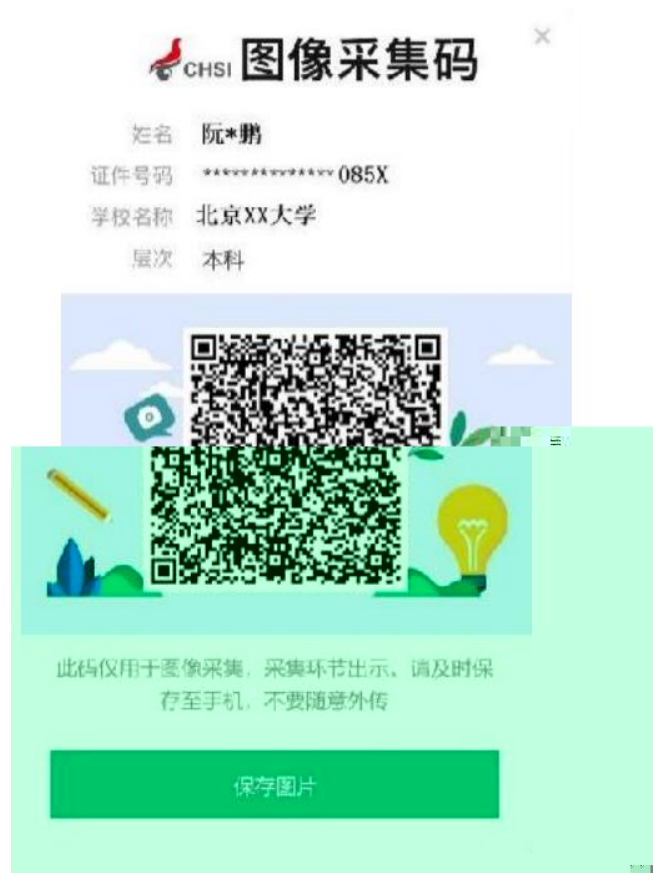 CHSI 图像采集码
姓名 阮*鹏
证件号码 **************085X
学校名称 北京XX大学
层次 本科
此码仅用于图像采集，采集环节出示，请及时保
存至手机，不要随意外传
保存图片